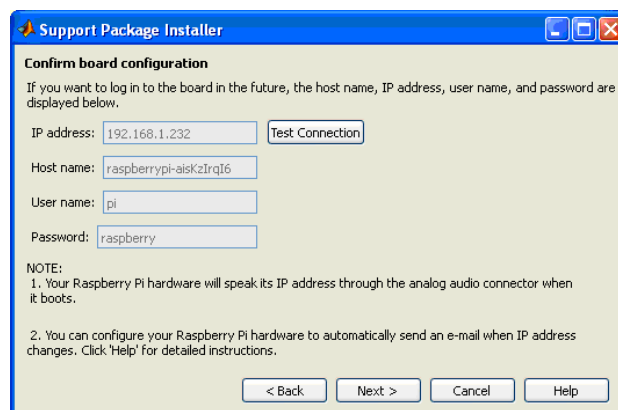 Support Package Installer
Confirm board configuration
If you want to log in to the board in the future, the host name, IP address, user name, and password are
displayed below.
IP address: 192.168.1.232 Test Connection
Host name: raspberrypi-aisKzIrqI6
User name: pi
Password: raspberry
NOTE:
1. Your Raspberry Pi hardware will speak its IP address through the analog audio connector when
it boots.
2. You can configure your Raspberry Pi hardware to automatically send an e-mail when IP address
changes. Click 'Help' for detailed instructions.
< Back Next > Cancel Help